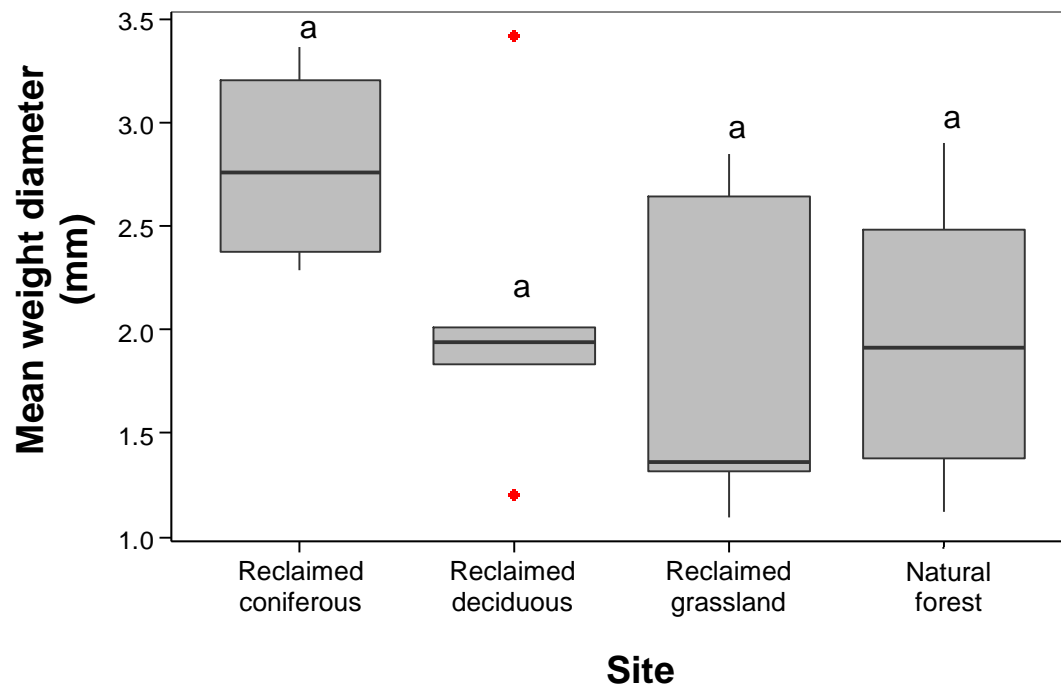 Mean weight diameter
(mm)
3.5
3.0
2.5
2.0
1.5
1.0
a
a
a
a
Reclaimed
coniferous
Reclaimed
deciduous
Reclaimed
grassland
Natural
forest
Site